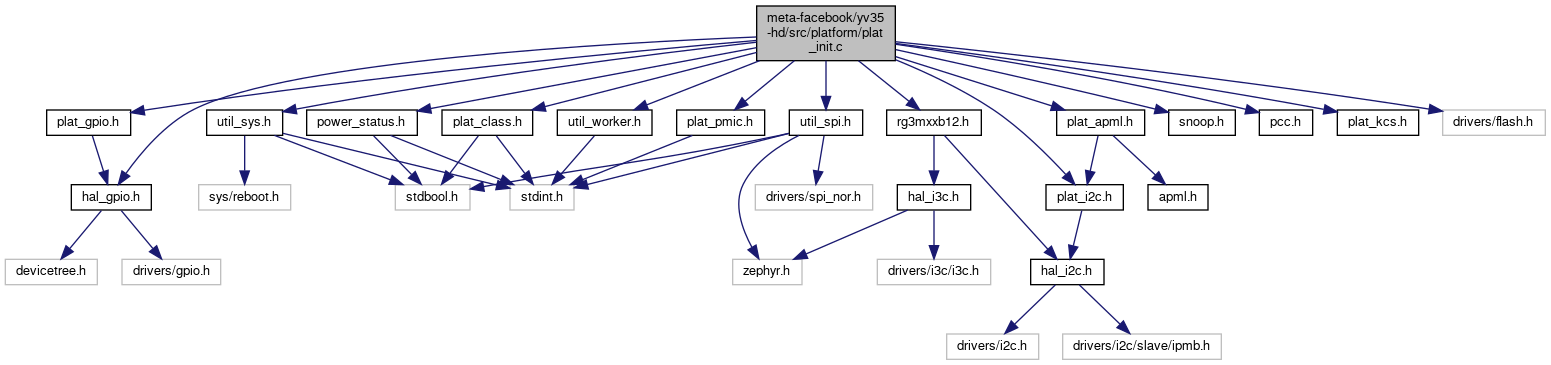 meta-facebook/yv35
-hd/src/platform/plat
_init.c
plat_gpio.h
util_sys.h
power_status.h
plat_class.h
util_worker.h
plat_pmic.h
util_spi.h
rg3mxxb12.h
plat_apml.h
snoop.h
pcc.h
plat_kcs.h
drivers/flash.h
hal_gpio.h
sys/reboot.h
stdbool.h
stdint.h
drivers/spi_nor.h
hal_i3c.h
plat_i2c.h
apml.h
devicetree.h
drivers/gpio.h
zephyr.h
drivers/i3c/i3c.h
hal_i2c.h
drivers/i2c.h
drivers/i2c/slave/ipmb.h